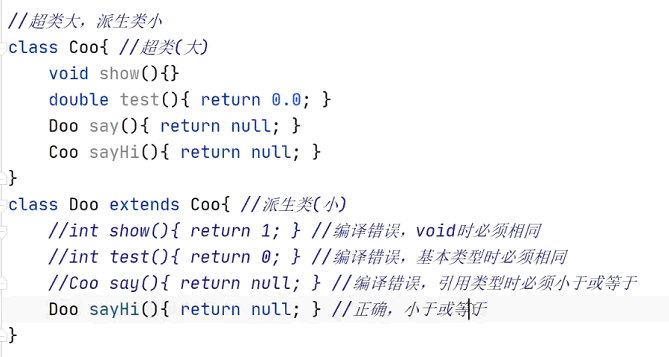 //超类大，派生类小
class Coo{ //超类(大)
    void show(){}
    double test(){ return 0.0; }
    Doo say(){ return null; }
    Coo sayHi(){ return null; }
}
class Doo extends Coo{ //派生类(小)
    //int show(){ return 1; } //编译错误，void时必须相同
    //int test(){ return 0; } //编译错误，基本类型时必须相同
    //Coo say(){ return null; } //编译错误，引用类型时必须小于或等于
    Doo sayHi(){ return null; } //正确，小于或等于
}